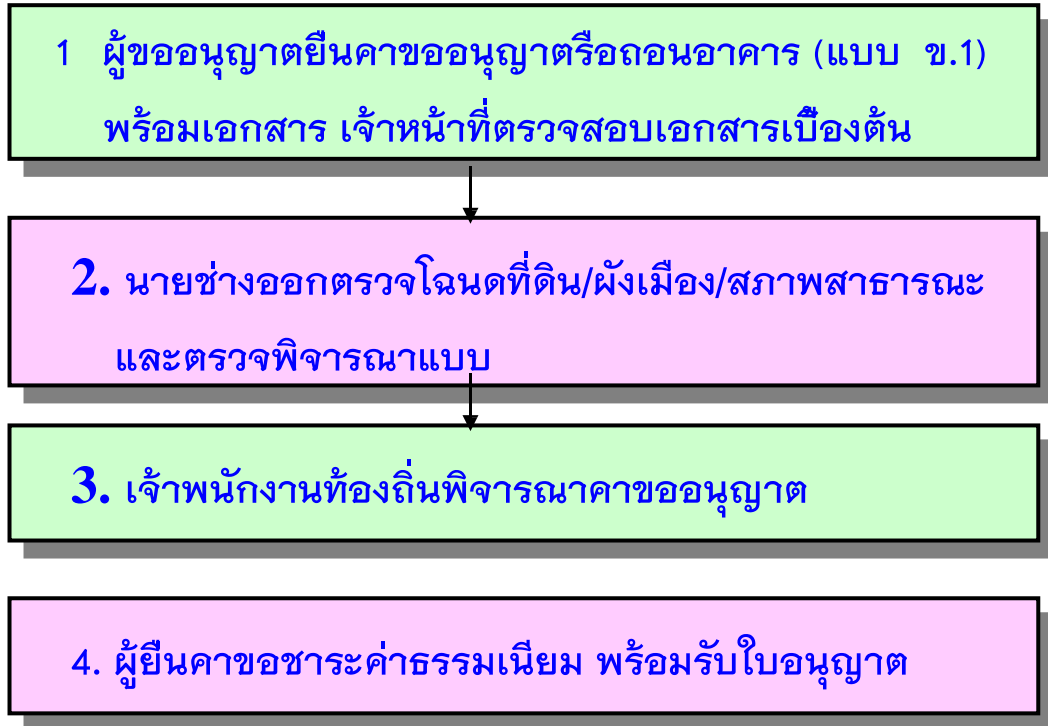 1 ผู้ขออนุญาตยื่นคาขออนุญาตรือถอนอาคาร (แบบ ข.1)
พร้อมเอกสาร เจ้าหน้าที่ตรวจสอบเอกสารเบืองต้น
2. นายช่างออกตรวจโฉนดที่ดิน/ผังเมือง/สภาพสาธารณะ
และตรวจพิจารณาแบบ
3. เจ้าพนักงานท้องถิ่นพิจารณาคาขออนุญาต
4. ผู้ยื่นคาขอชาระค่าธรรมเนียม พร้อมรับใบอนุญาต